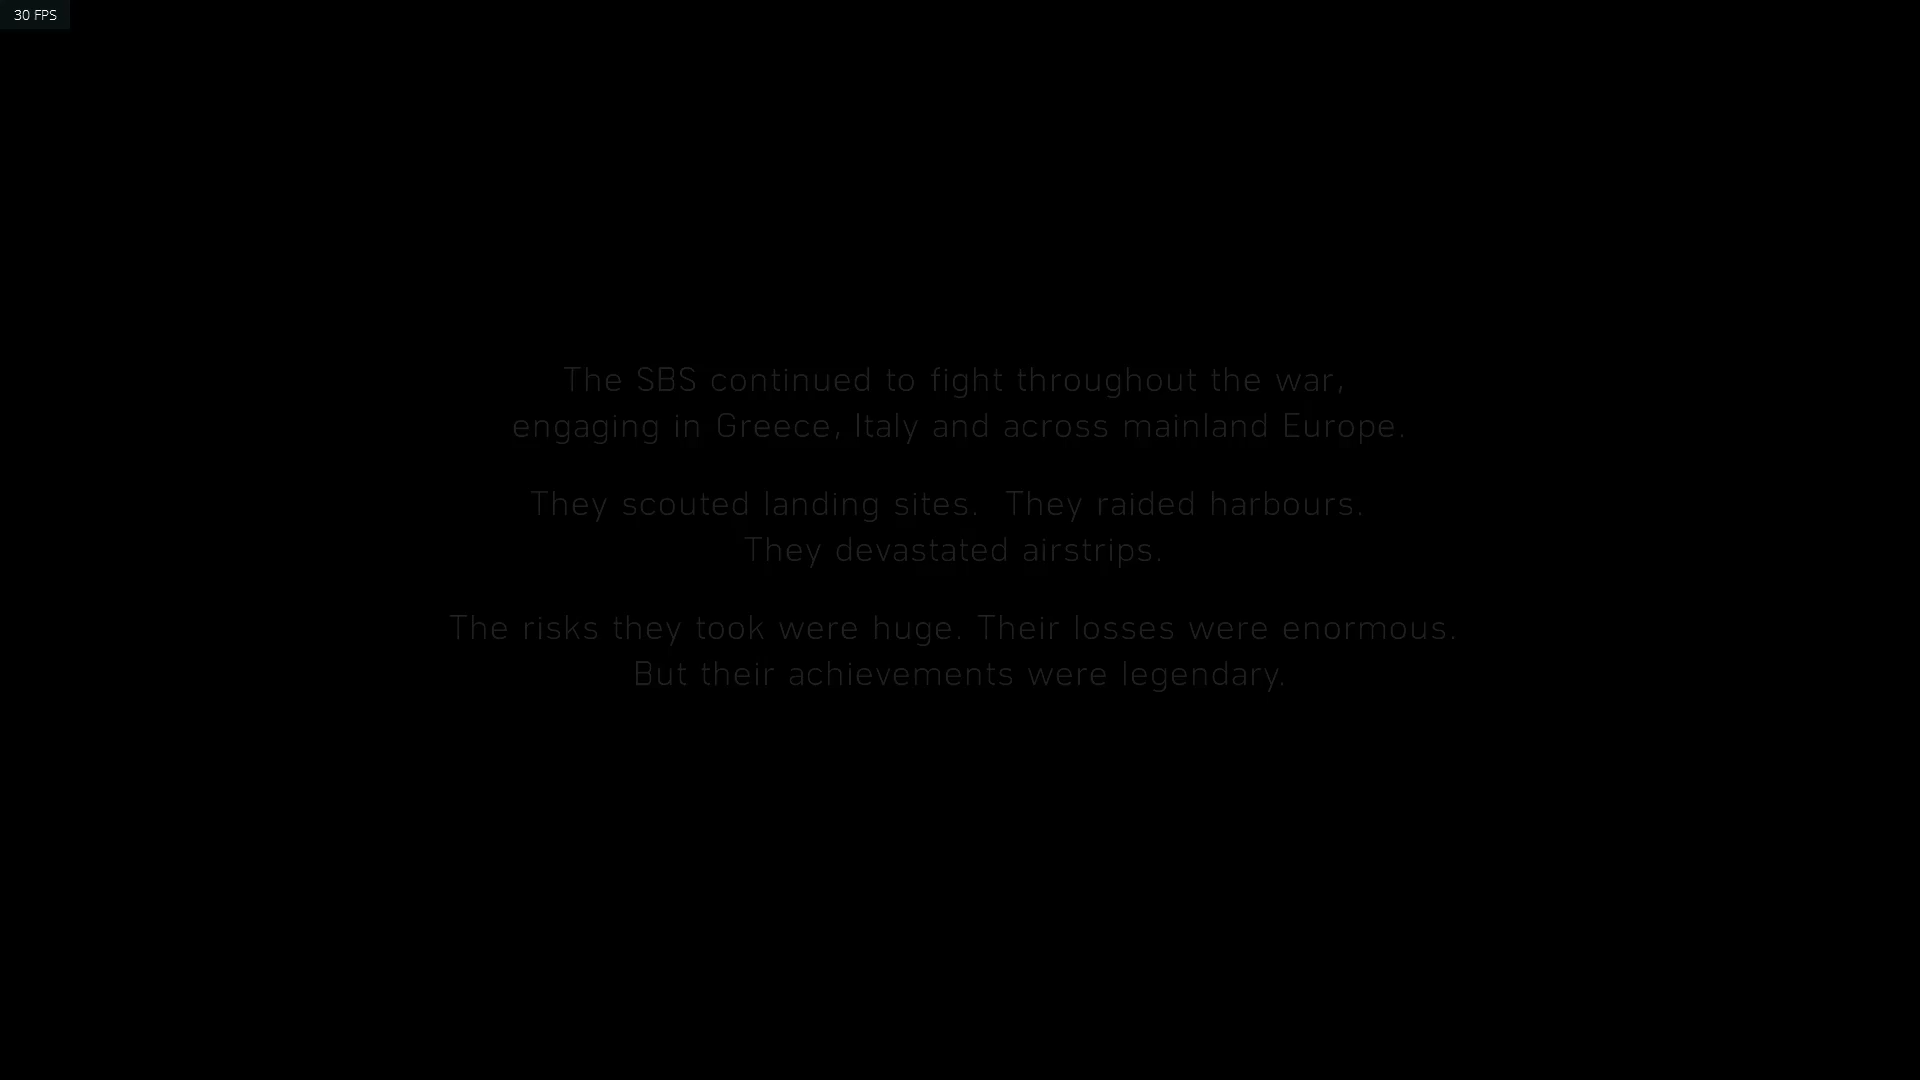 30 FPS
The SBS continued to fight throughout the war,
engaging in Greece, Italy and across mainland Europe.
They scouted landing sites.  They raided harbours.
They devastated airstrips.
The risks they took were huge. Their losses were enormous.
But their achievements were legendary.